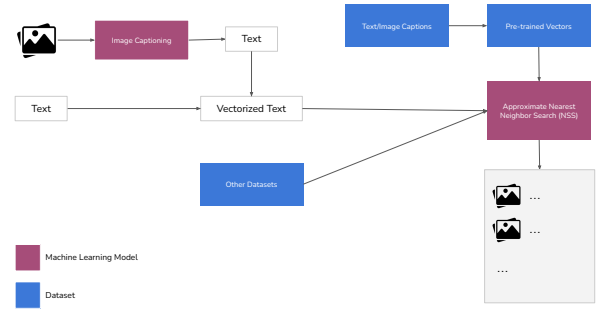 Image Captioning
Text
Text/Image Captions
Pre-trained Vectors
Text
Vectorized Text
Approximate Nearest
Neighbor Search (NSS)
Other Datasets
...
...
...
Machine Learning Model
Dataset